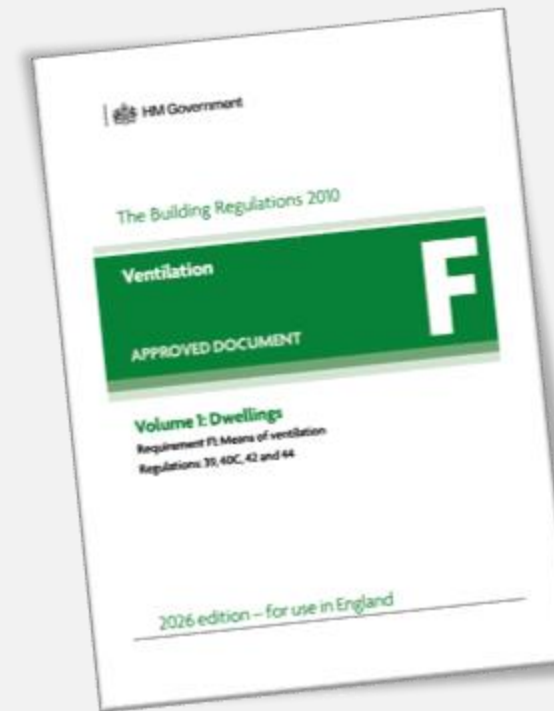 HM Government
The Building Regulations 2010
Ventilation
F
APPROVED DOCUMENT
Volume 1: Dwellings
Requirement F1: Means of ventilation
Regulations: 39, 40C, 42 and 44
2026 edition – for use in England